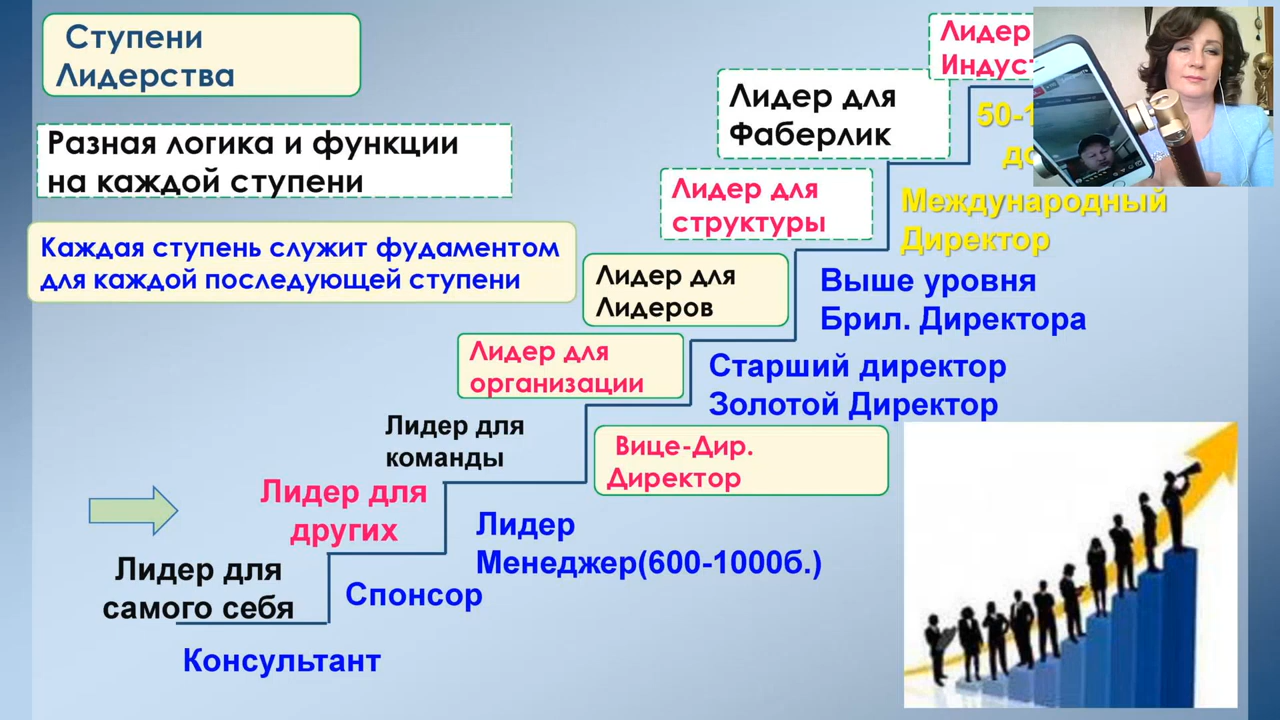 Ступени
Лидерства
Разная логика и функции
на каждой ступени
Каждая ступень служит фудаментом
для каждой последующей ступени
Лидер
Лидер для
Фаберлик
Лидер для
структуры
Международный
Директор
Лидер для
Лидеров
Выше уровня
Брил. Директора
Лидер для
организации
Старший директор
Золотой Директор
Лидер для
команды
Вице-Дир.
Директор
Лидер для
других
Лидер
Менеджер(600-1000б.)
Лидер для
самого себя
Спонсор
Консультант